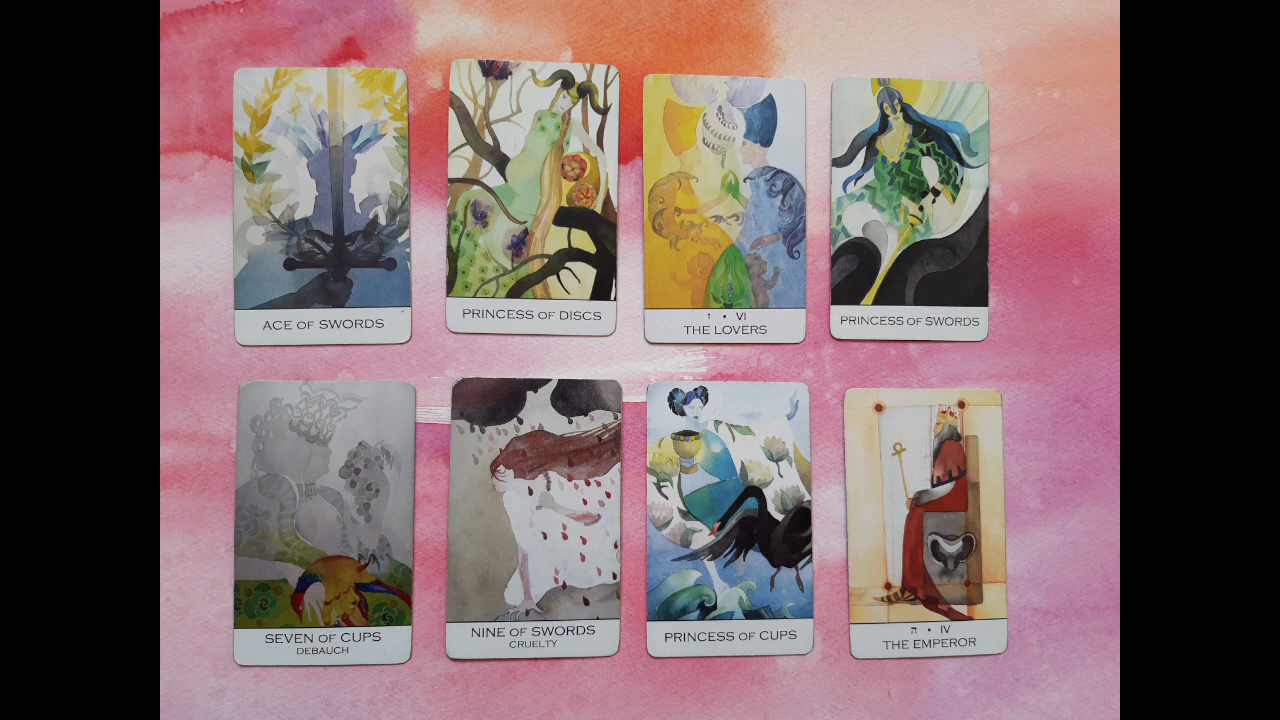 ACE OF SWORDS
PRINCESS OF DISCS
ז • VI
THE LOVERS
PRINCESS OF SWORDS
SEVEN OF CUPS
DEBAUCH
NINE OF SWORDS
CRUELTY
PRINCESS OF CUPS
ה • IV
THE EMPEROR